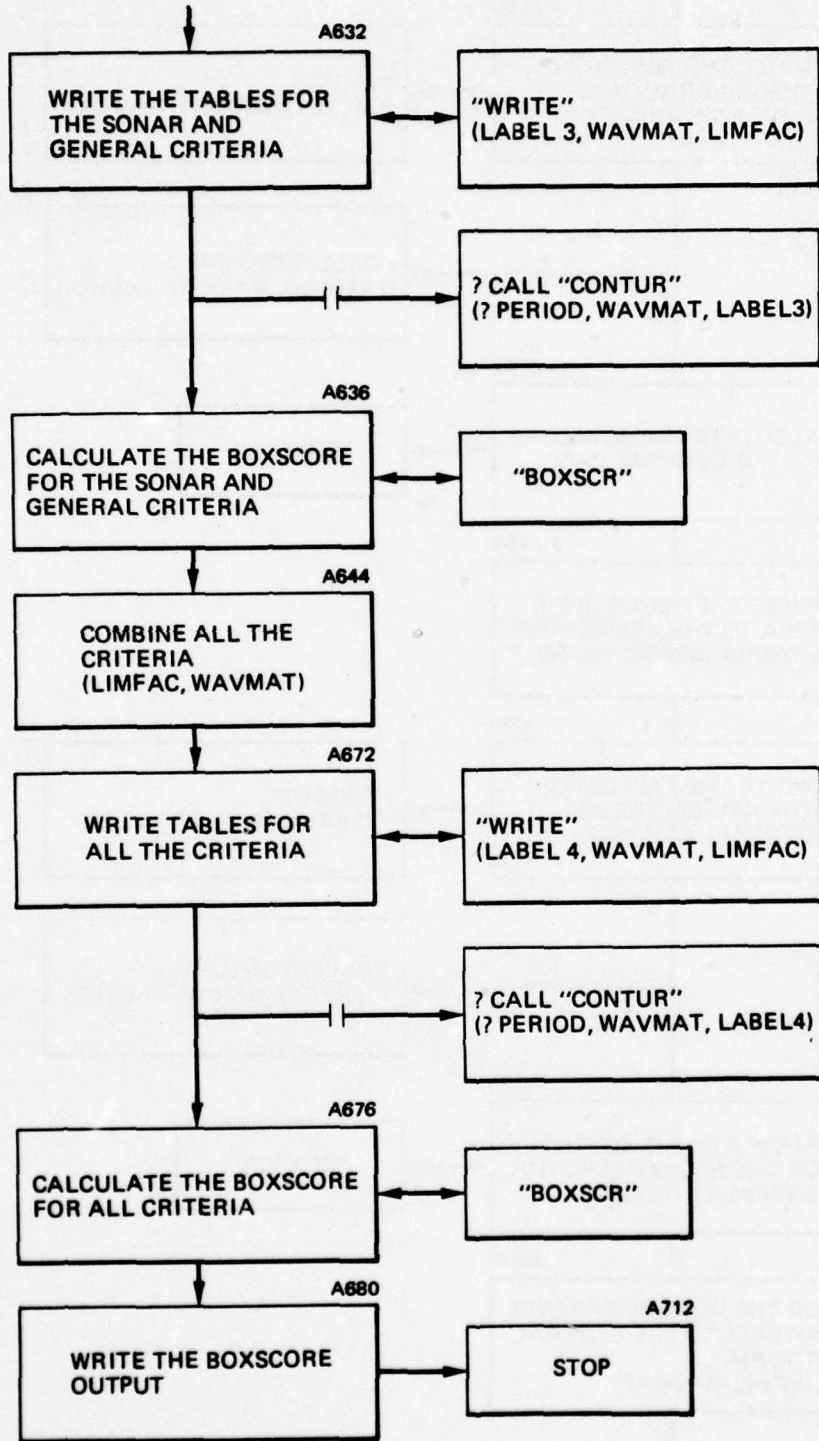 A632
WRITE THE TABLES FOR
THE SONAR AND
GENERAL CRITERIA
"WRITE"
(LABEL 3, WAVMAT, LIMFAC)
? CALL "CONTUR"
(? PERIOD, WAVMAT, LABEL3)
A636
CALCULATE THE BOXSCORE
FOR THE SONAR AND
GENERAL CRITERIA
"BOXSCR"
A644
COMBINE ALL THE
CRITERIA
(LIMFAC, WAVMAT)
A672
WRITE TABLES FOR
ALL THE CRITERIA
"WRITE"
(LABEL 4, WAVMAT, LIMFAC)
? CALL "CONTUR"
(? PERIOD, WAVMAT, LABEL4)
A676
CALCULATE THE BOXSCORE
FOR ALL CRITERIA
"BOXSCR"
A680
WRITE THE BOXSCORE
OUTPUT
A712
STOP